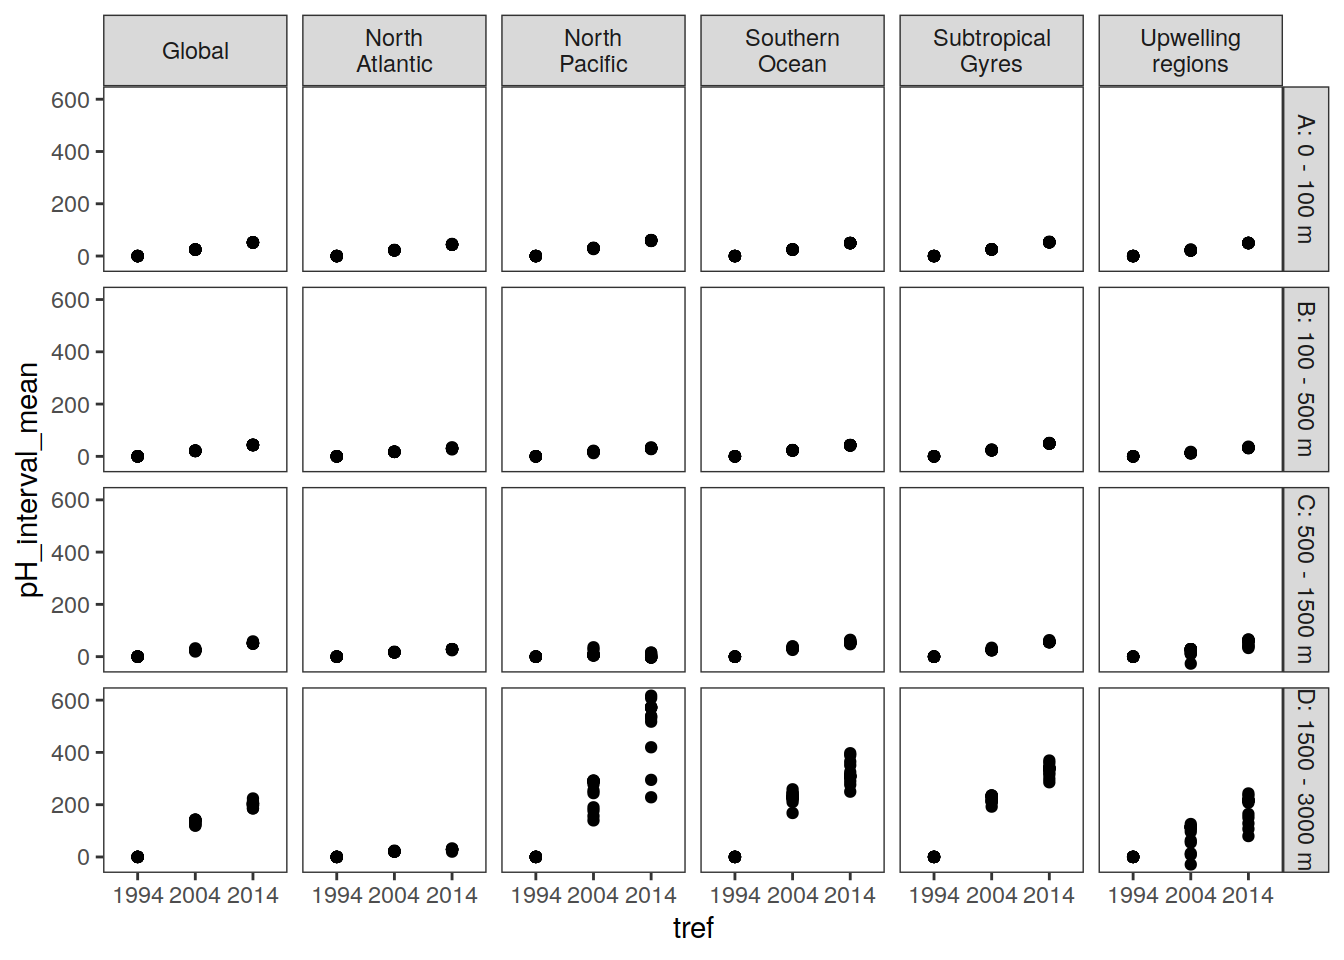 Global
North
Atlantic
North
Pacific
Southern
Ocean
Subtropical
Gyres
Upwelling
regions
600
400
200
0
A: 0 - 100 m
600
400
200
0
B: 100 - 500 m
600
400
200
0
C: 500 - 1500 m
600
400
200
0
D: 1500 - 3000 m
pH_interval_mean
1994 2004 2014
1994 2004 2014
1994 2004 2014
1994 2004 2014
1994 2004 2014
1994 2004 2014
tref